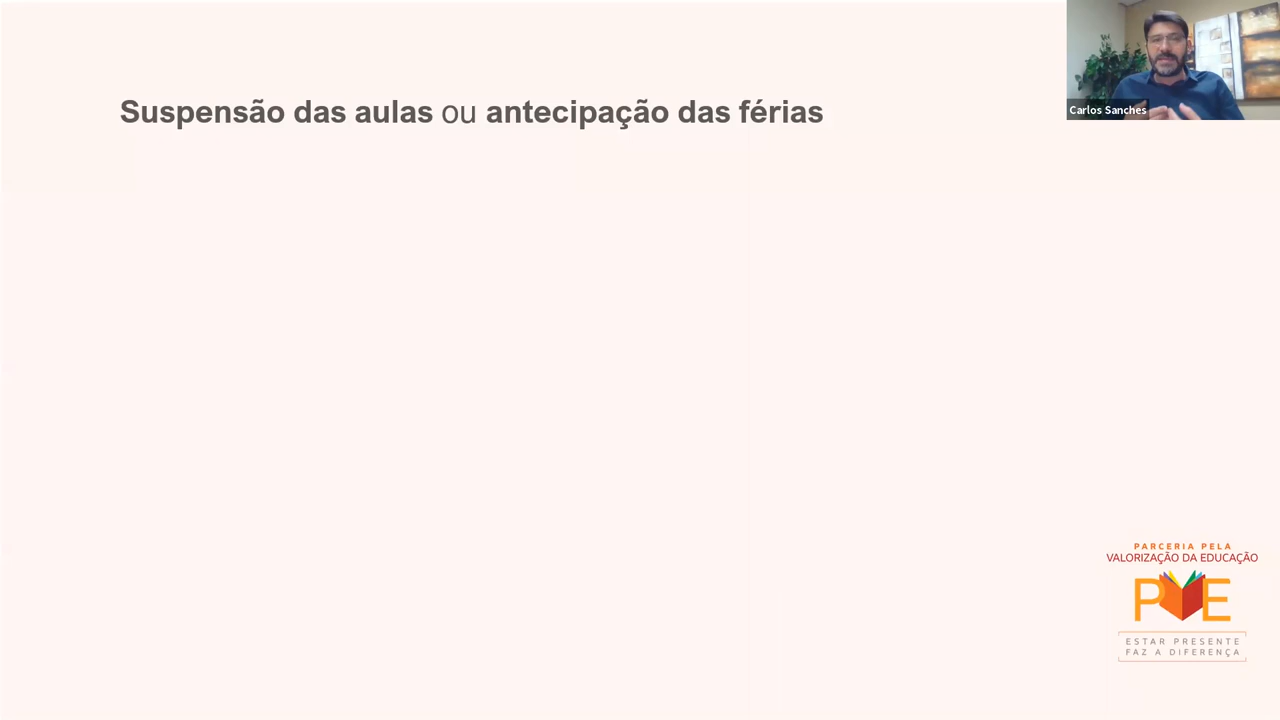 Suspensão das aulas ou antecipação das férias
Carlos Sanches
PARCERIA PELA
VALORIZAÇÃO DA EDUCAÇÃO
PVE
ESTAR PRESENTE
FAZ A DIFERENÇA